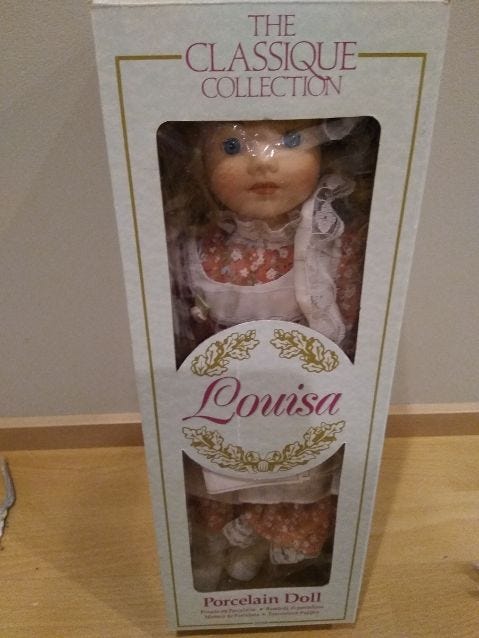 THE
CLASSIQUE
COLLECTION
Louisa
Porcelain Doll